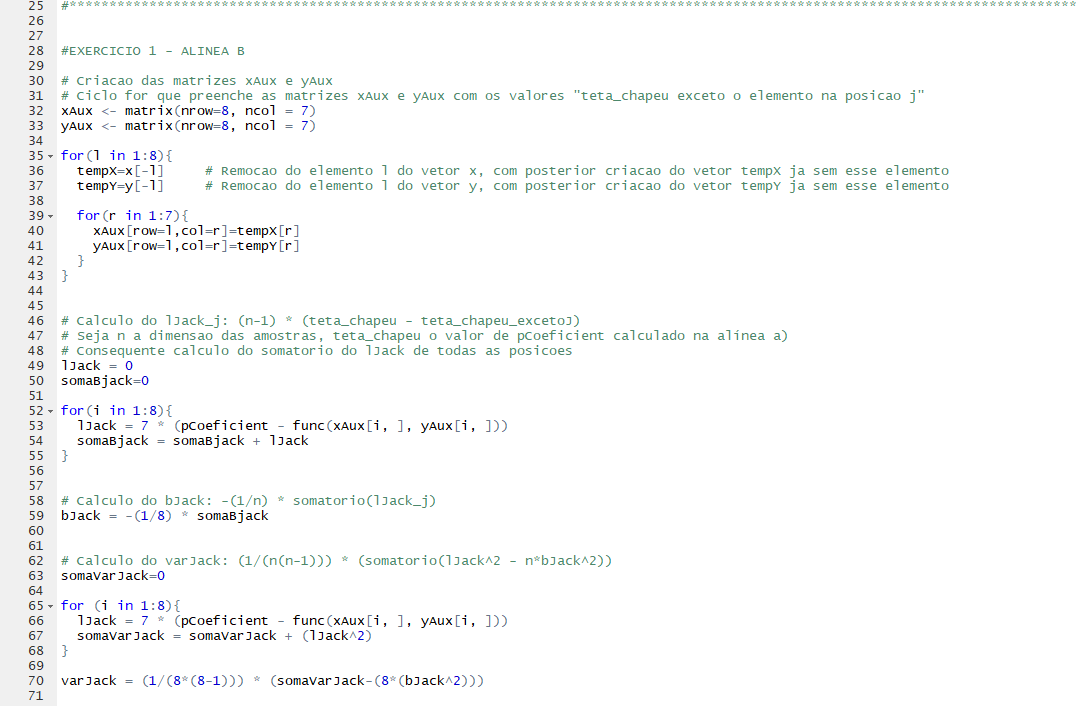 25 #******************************************************************************************************************************
26
27
28 #EXERCICIO 1 - ALINEA B
29
30 # Criacao das matrizes xAux e yAux
31 # Ciclo for que preenche as matrizes xAux e yAux com os valores "teta_chapeu exceto o elemento na posicao j"
32 xAux <- matrix(nrow=8, ncol = 7)
33 yAux <- matrix(nrow=8, ncol = 7)
34
35 for(l in 1:8){
36   tempX=x[-l]     # Remocao do elemento l do vetor x, com posterior criacao do vetor tempX ja sem esse elemento
37   tempY=y[-l]     # Remocao do elemento l do vetor y, com posterior criacao do vetor tempY ja sem esse elemento
38
39   for(r in 1:7){
40     xAux[row=l,col=r]=tempX[r]
41     yAux[row=l,col=r]=tempY[r]
42   }
43 }
44
45
46 # Calculo do lJack_j: (n-1) * (teta_chapeu - teta_chapeu_excetoJ)
47 # Seja n a dimensao das amostras, teta_chapeu o valor de pCoeficient calculado na alinea a)
48 # Consequente calculo do somatorio do lJack de todas as posicoes
49 lJack = 0
50 somaBjack=0
51
52 for(i in 1:8){
53   lJack = 7 * (pCoeficient - func(xAux[i, ], yAux[i, ]))
54   somaBjack = somaBjack + lJack
55 }
56
57
58 # Calculo do bJack: -(1/n) * somatorio(lJack_j)
59 bJack = -(1/8) * somaBjack
60
61
62 # Calculo do varJack: (1/(n(n-1))) * (somatorio(lJack^2 - n*bJack^2))
63 somaVarJack=0
64
65 for (i in 1:8){
66   lJack = 7 * (pCoeficient - func(xAux[i, ], yAux[i, ]))
67   somaVarJack = somaVarJack + (lJack^2)
68 }
69
70 varJack = (1/(8*(8-1))) * (somaVarJack-(8*(bJack^2)))
71